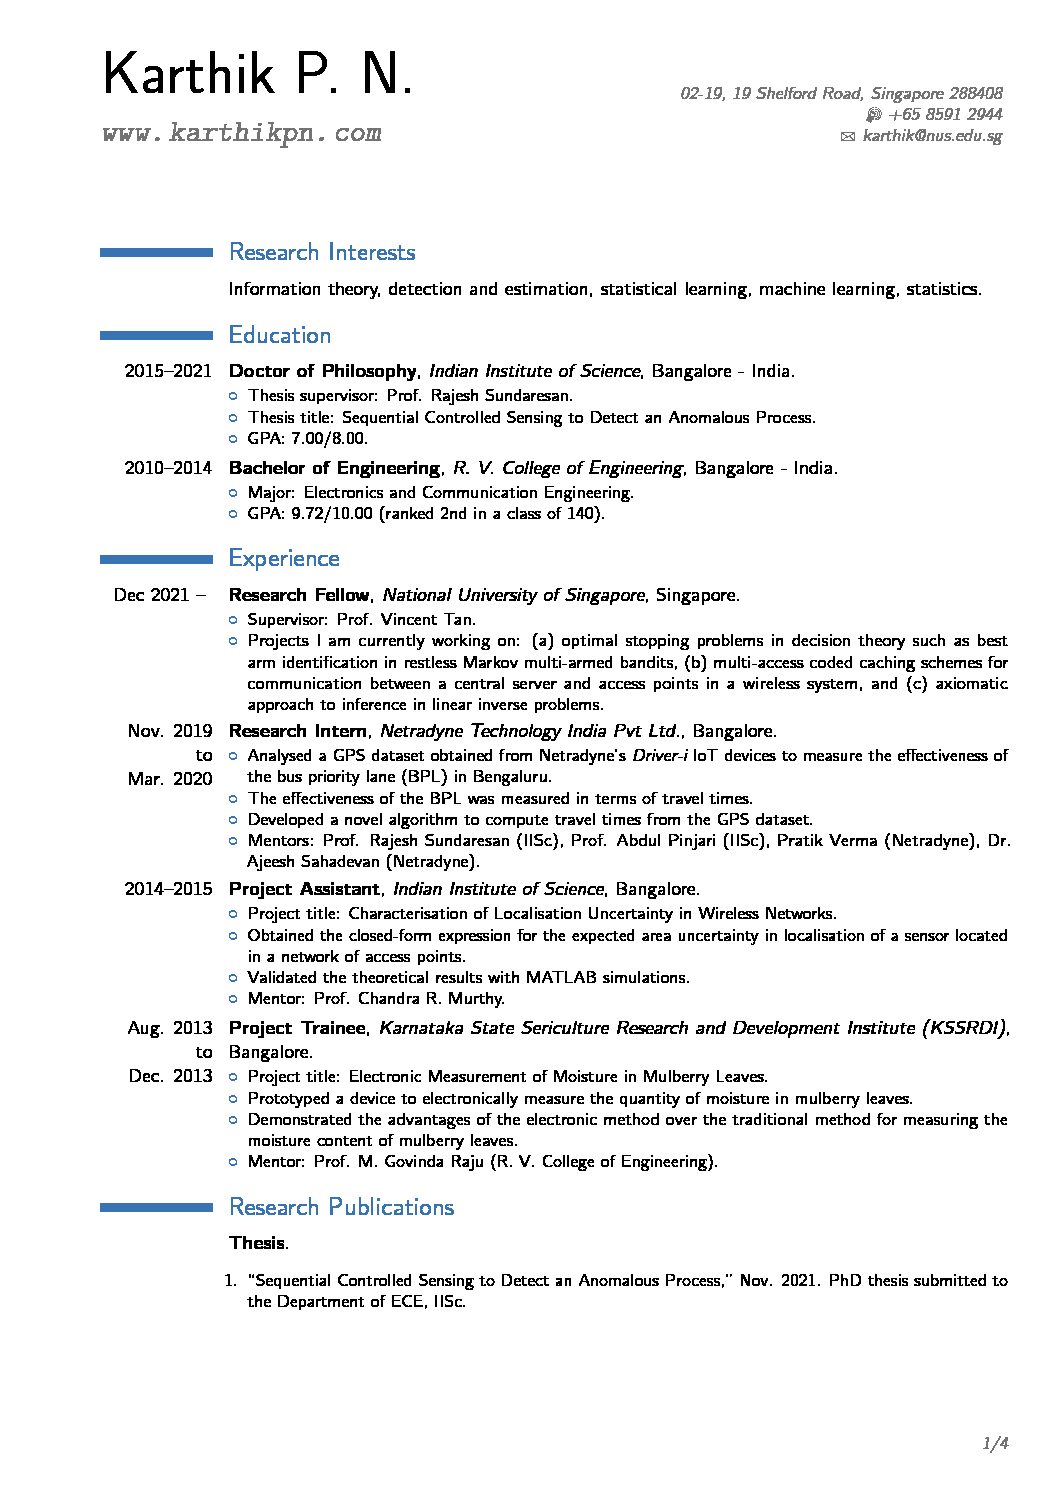 Karthik P. N.
www.karthikpn.com
02-19, 19 Shelford Road, Singapore 288408
+65 8591 2944
karthik@nus.edu.sg
Research Interests
Information theory, detection and estimation, statistical learning, machine learning, statistics.
Education
2015–2021 Doctor of Philosophy, Indian Institute of Science, Bangalore - India.
Thesis supervisor: Prof. Rajesh Sundaresan.
Thesis title: Sequential Controlled Sensing to Detect an Anomalous Process.
GPA: 7.00/8.00.
2010–2014 Bachelor of Engineering, R. V. College of Engineering, Bangalore - India.
Major: Electronics and Communication Engineering.
GPA: 9.72/10.00 (ranked 2nd in a class of 140).
Experience
Dec 2021 – Research Fellow, National University of Singapore, Singapore.
Supervisor: Prof. Vincent Tan.
Projects I am currently working on: (a) optimal stopping problems in decision theory such as best
arm identification in restless Markov multi-armed bandits, (b) multi-access coded caching schemes for
communication between a central server and access points in a wireless system, and (c) axiomatic
approach to inference in linear inverse problems.
Nov. 2019 Research Intern, Netradyne Technology India Pvt Ltd., Bangalore.
to Analysed a GPS dataset obtained from Netradyne's Driver-i IoT devices to measure the effectiveness of
Mar. 2020 the bus priority lane (BPL) in Bengaluru.
The effectiveness of the BPL was measured in terms of travel times.
Developed a novel algorithm to compute travel times from the GPS dataset.
Mentors: Prof. Rajesh Sundaresan (IISc), Prof. Abdul Pinjari (IISc), Pratik Verma (Netradyne), Dr.
Ajeesh Sahadevan (Netradyne).
2014–2015 Project Assistant, Indian Institute of Science, Bangalore.
Project title: Characterisation of Localisation Uncertainty in Wireless Networks.
Obtained the closed-form expression for the expected area uncertainty in localisation of a sensor located
in a network of access points.
Validated the theoretical results with MATLAB simulations.
Mentor: Prof. Chandra R. Murthy.
Aug. 2013 Project Trainee, Karnataka State Sericulture Research and Development Institute (KSSRDI),
to Bangalore.
Dec. 2013 Project title: Electronic Measurement of Moisture in Mulberry Leaves.
Prototyped a device to electronically measure the quantity of moisture in mulberry leaves.
Demonstrated the advantages of the electronic method over the traditional method for measuring the
moisture content of mulberry leaves.
Mentor: Prof. M. Govinda Raju (R. V. College of Engineering).
Research Publications
Thesis.
1. "Sequential Controlled Sensing to Detect an Anomalous Process," Nov. 2021. PhD thesis submitted to
the Department of ECE, IISc.
1/4